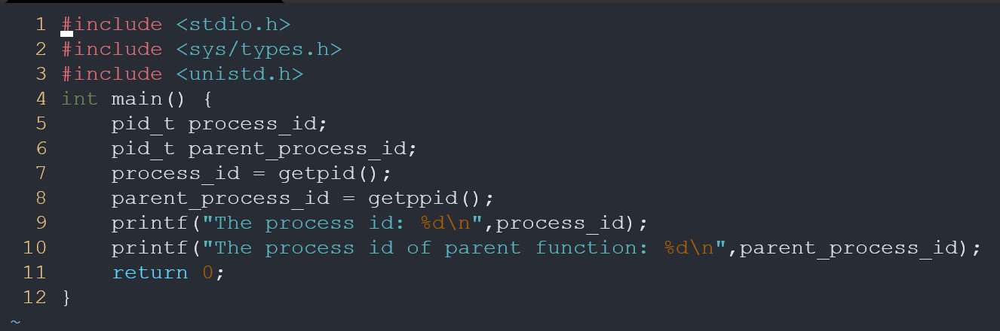 1 #include <stdio.h>
2 #include <sys/types.h>
3 #include <unistd.h>
4 int main() {
5     pid_t process_id;
6     pid_t parent_process_id;
7     process_id = getpid();
8     parent_process_id = getppid();
9     printf("The process id: %d\n",process_id);
10     printf("The process id of parent function: %d\n",parent_process_id);
11     return 0;
12 }
~